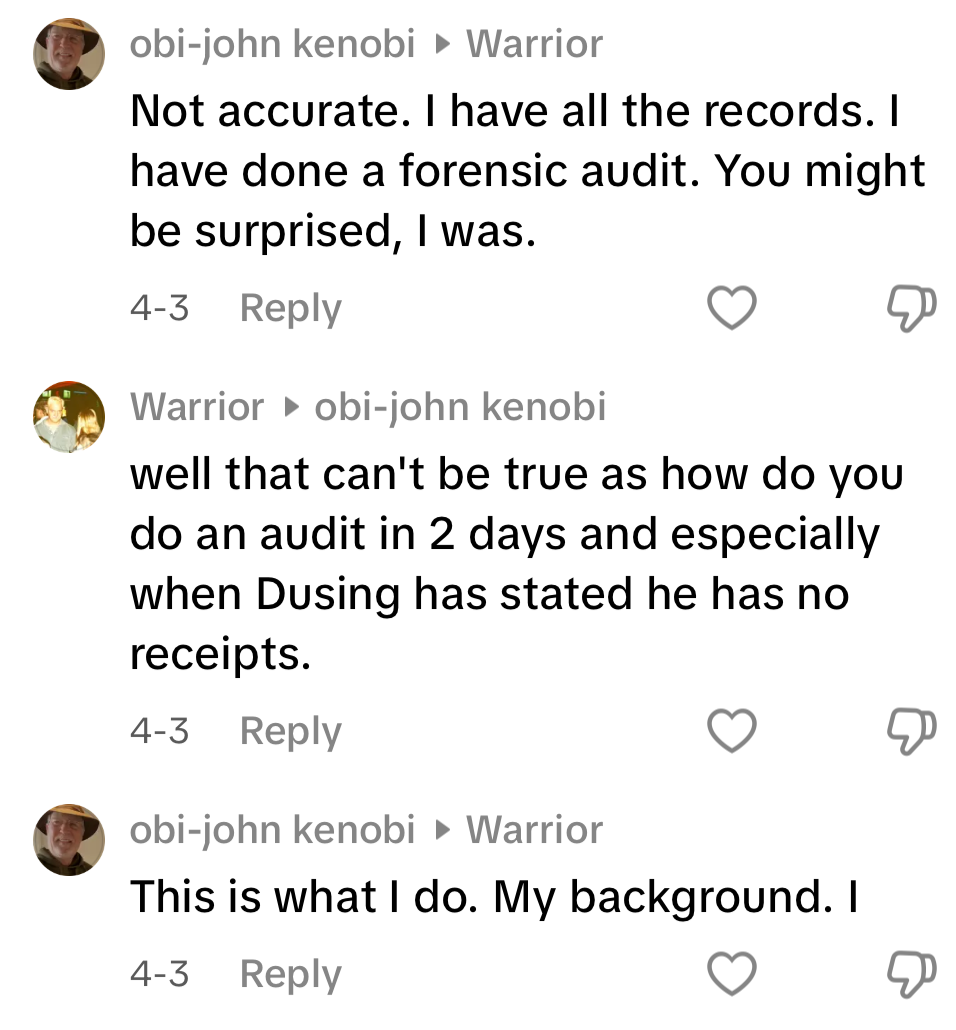 obi-john kenobi ▸ Warrior
Not accurate. I have all the records. I
have done a forensic audit. You might
be surprised, I was.
4-3 Reply
Warrior ▸ obi-john kenobi
well that can't be true as how do you
do an audit in 2 days and especially
when Dusing has stated he has no
receipts.
4-3 Reply
obi-john kenobi ▸ Warrior
This is what I do. My background. I
4-3 Reply